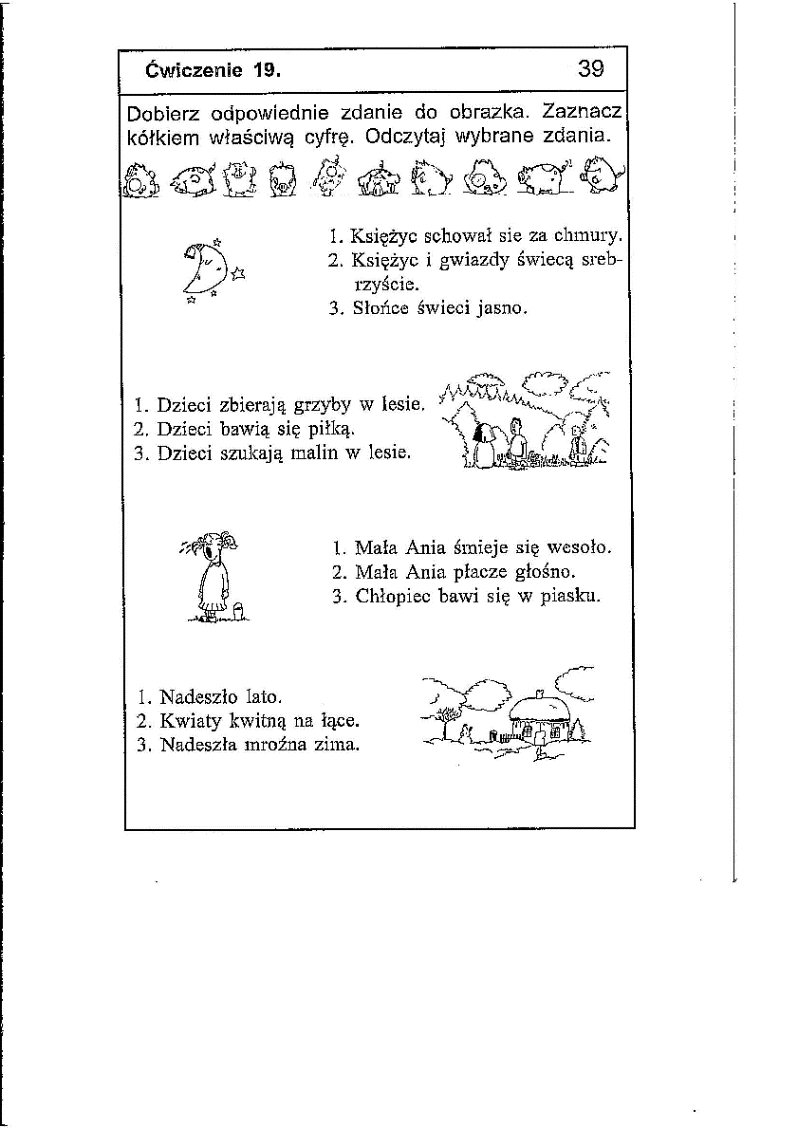 Ćwiczenie 19. 39
Dobierz odpowiednie zdanie do obrazka. Zaznacz
kółkiem właściwą cyfrę. Odczytaj wybrane zdania.
1. Księżyc schował sie za chmury.
2. Księżyc i gwiazdy świecą sreb-
rzyście.
3. Słońce świeci jasno.
1. Dzieci zbierają grzyby w lesie.
2. Dzieci bawią się piłką.
3. Dzieci szukają malin w lesie.
1. Mała Ania śmieje się wesoło.
2. Mała Ania płacze głośno.
3. Chłopiec bawi się w piasku.
1. Nadeszło lato.
2. Kwiaty kwitną na łące.
3. Nadeszła mroźna zima.